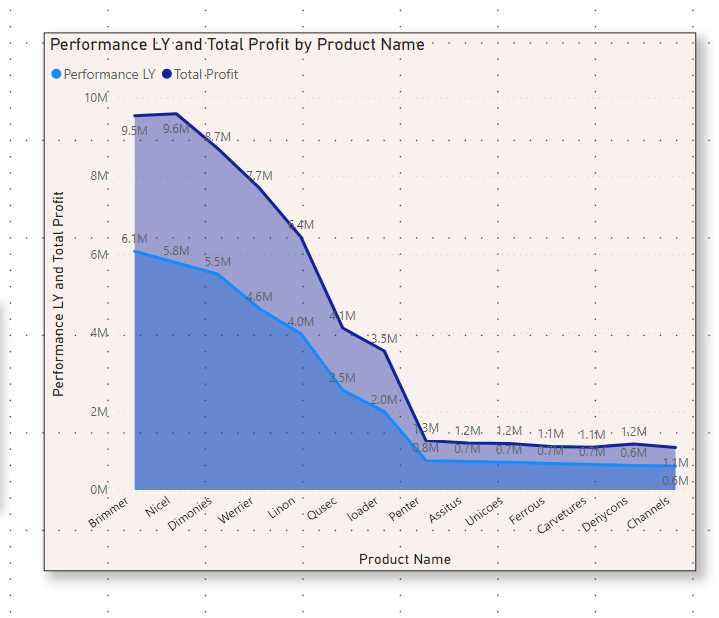 Performance LY and Total Profit by Product Name
Performance LY Total Profit
10M
8M
6M
4M
2M
0M
Performance LY and Total Profit
9.5M 9.6M 8.7M 7.7M 6.4M 4.1M 3.5M 1.3M 1.2M 1.2M 1.1M 1.1M 1.2M 1.1M
6.1M 5.8M 5.5M 4.6M 4.0M 2.5M 2.0M 0.8M 0.7M 0.7M 0.7M 0.7M 0.6M 0.6M
Brimmer Nicel Dimonies Werrier Linon Qusec loader Penter Assitus Unicoes Ferrous Carvetures Denycons Channels
Product Name